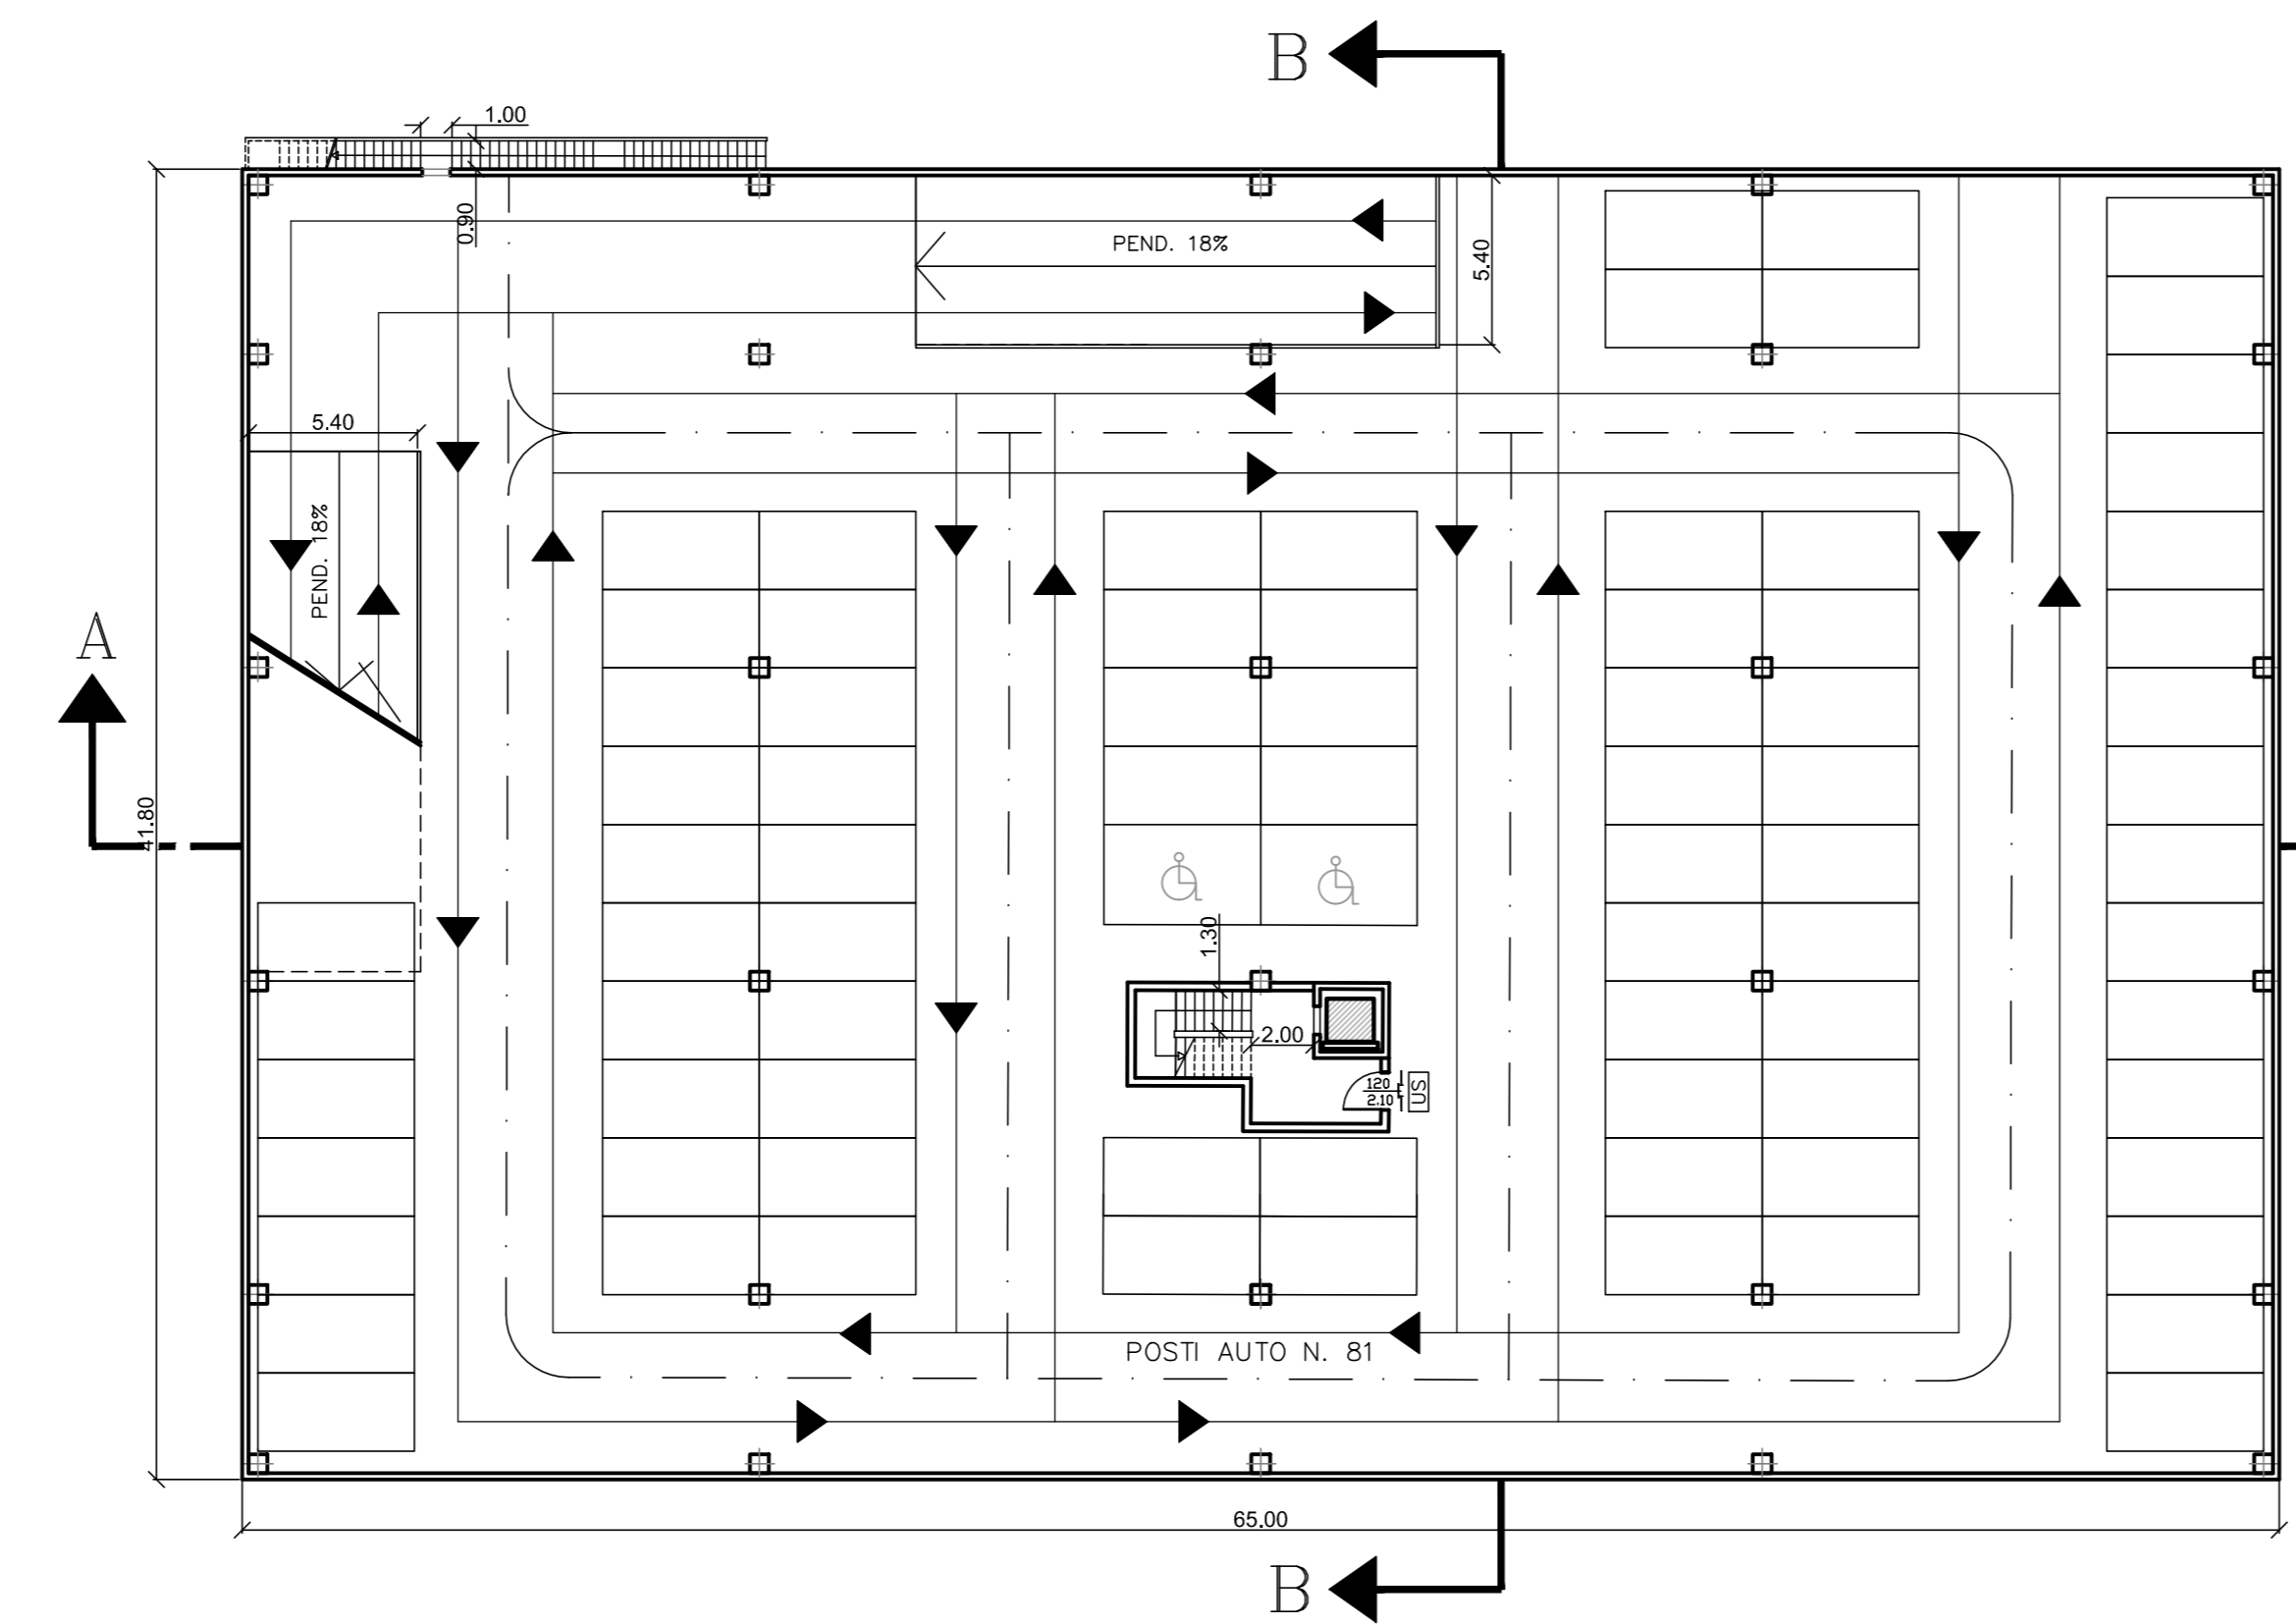 B
1.00
0.90
PEND. 18%
5.40
5.40
PEND. 18%
A
41.80
1.30
2.00
120
2.10
US
POSTI AUTO N. 81
65.00
B